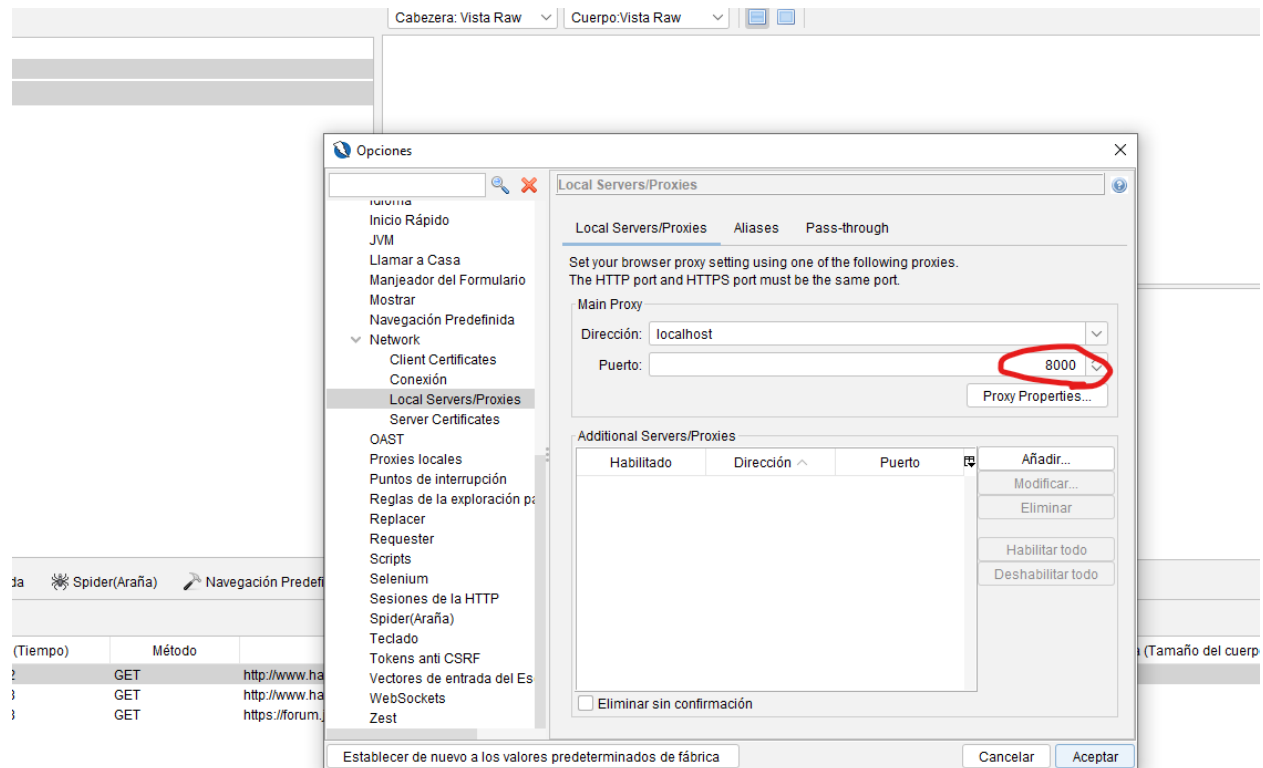 Cabezera: Vista Raw
Cuerpo:Vista Raw
Opciones
Idioma
Inicio Rápido
JVM
Llamar a Casa
Manjeador del Formulario
Mostrar
Navegación Predefinida
Network
Client Certificates
Conexión
Local Servers/Proxies
Server Certificates
OAST
Proxies locales
Puntos de interrupción
Reglas de la exploración pa
Replacer
Requester
Scripts
Selenium
Sesiones de la HTTP
Spider(Araña)
Teclado
Tokens anti CSRF
Vectores de entrada del Es
WebSockets
Zest
Local Servers/Proxies
Local Servers/Proxies Aliases Pass-through
Set your browser proxy setting using one of the following proxies.
The HTTP port and HTTPS port must be the same port.
Main Proxy
Dirección: localhost
Puerto: 8000
Proxy Properties...
Additional Servers/Proxies
Habilitado Dirección Puerto
Añadir...
Modificar...
Eliminar
Habilitar todo
Deshabilitar todo
Eliminar sin confirmación
Establecer de nuevo a los valores predeterminados de fábrica
Cancelar Aceptar
da Spider(Araña) Navegación Predefi
(Tiempo) Método
a (Tamaño del cuerp
2 GET http://www.ha
3 GET http://www.ha
3 GET https://forum.j